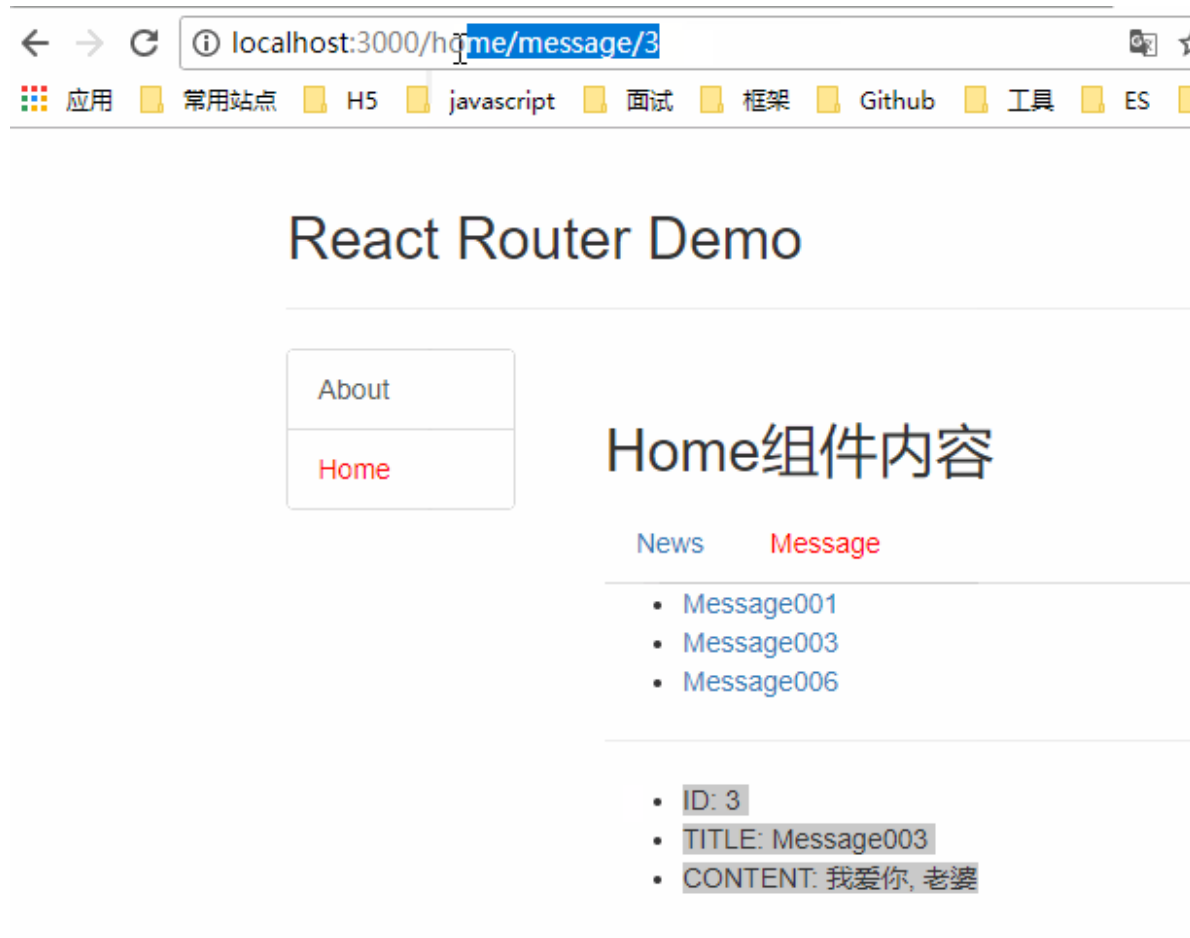 localhost:3000/home/message/3
应用 常用站点 H5 javascript 面试 框架 Github 工具 ES
React Router Demo
About
Home
Home组件内容
News Message
Message001
Message003
Message006
ID: 3
TITLE: Message003
CONTENT: 我爱你, 老婆